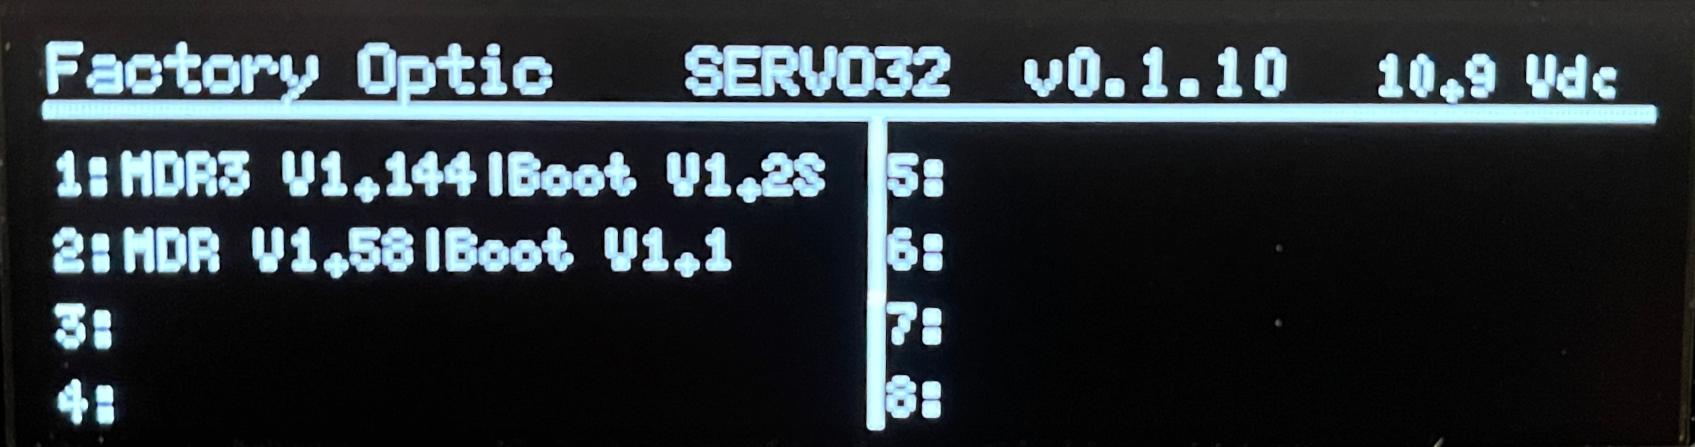 Factory Optic SERVO32 v0.1.10 10.9 Vdc
1:MDR3 V1.144|Boot V1.2S
2:MDR V1.58|Boot V1.1
3:
4:
5:
6:
7:
8: